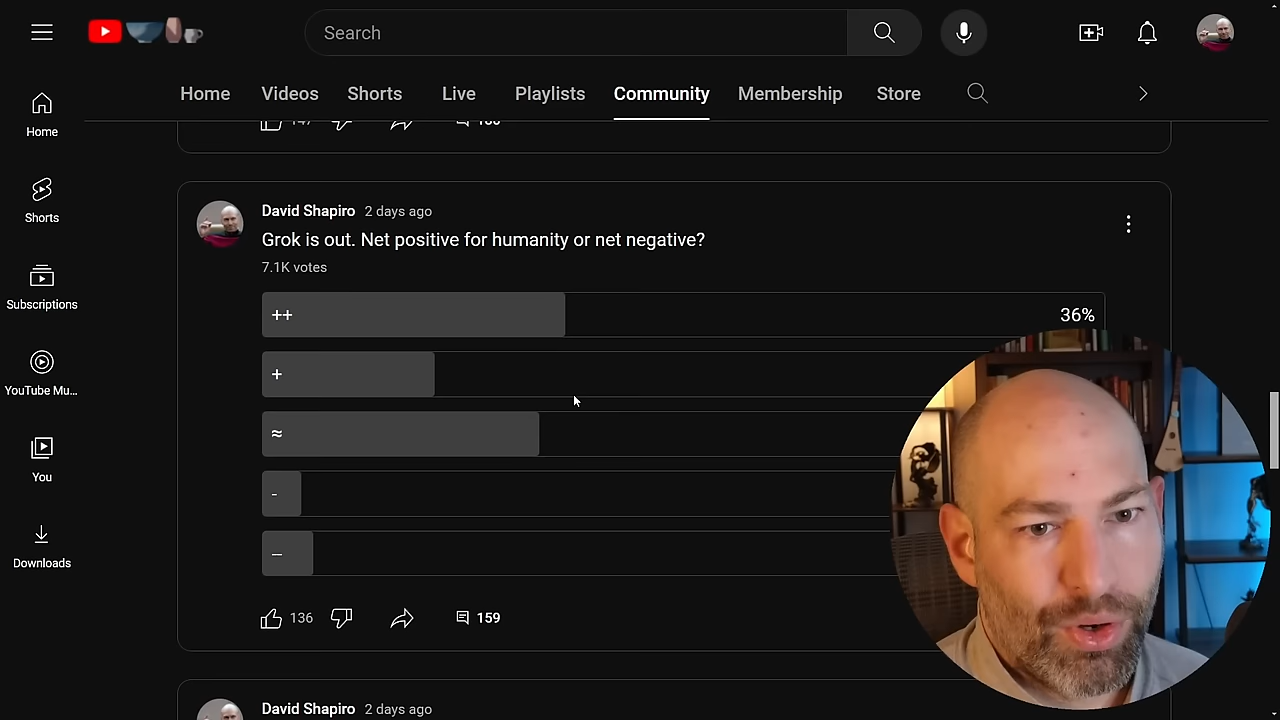 Search
Home Videos Shorts Live Playlists Community Membership Store
Home
Shorts
Subscriptions
YouTube Mu...
You
Downloads
David Shapiro 2 days ago
Grok is out. Net positive for humanity or net negative?
7.1K votes
++ 36%
+
≈
-
–
136 159
David Shapiro 2 days ago